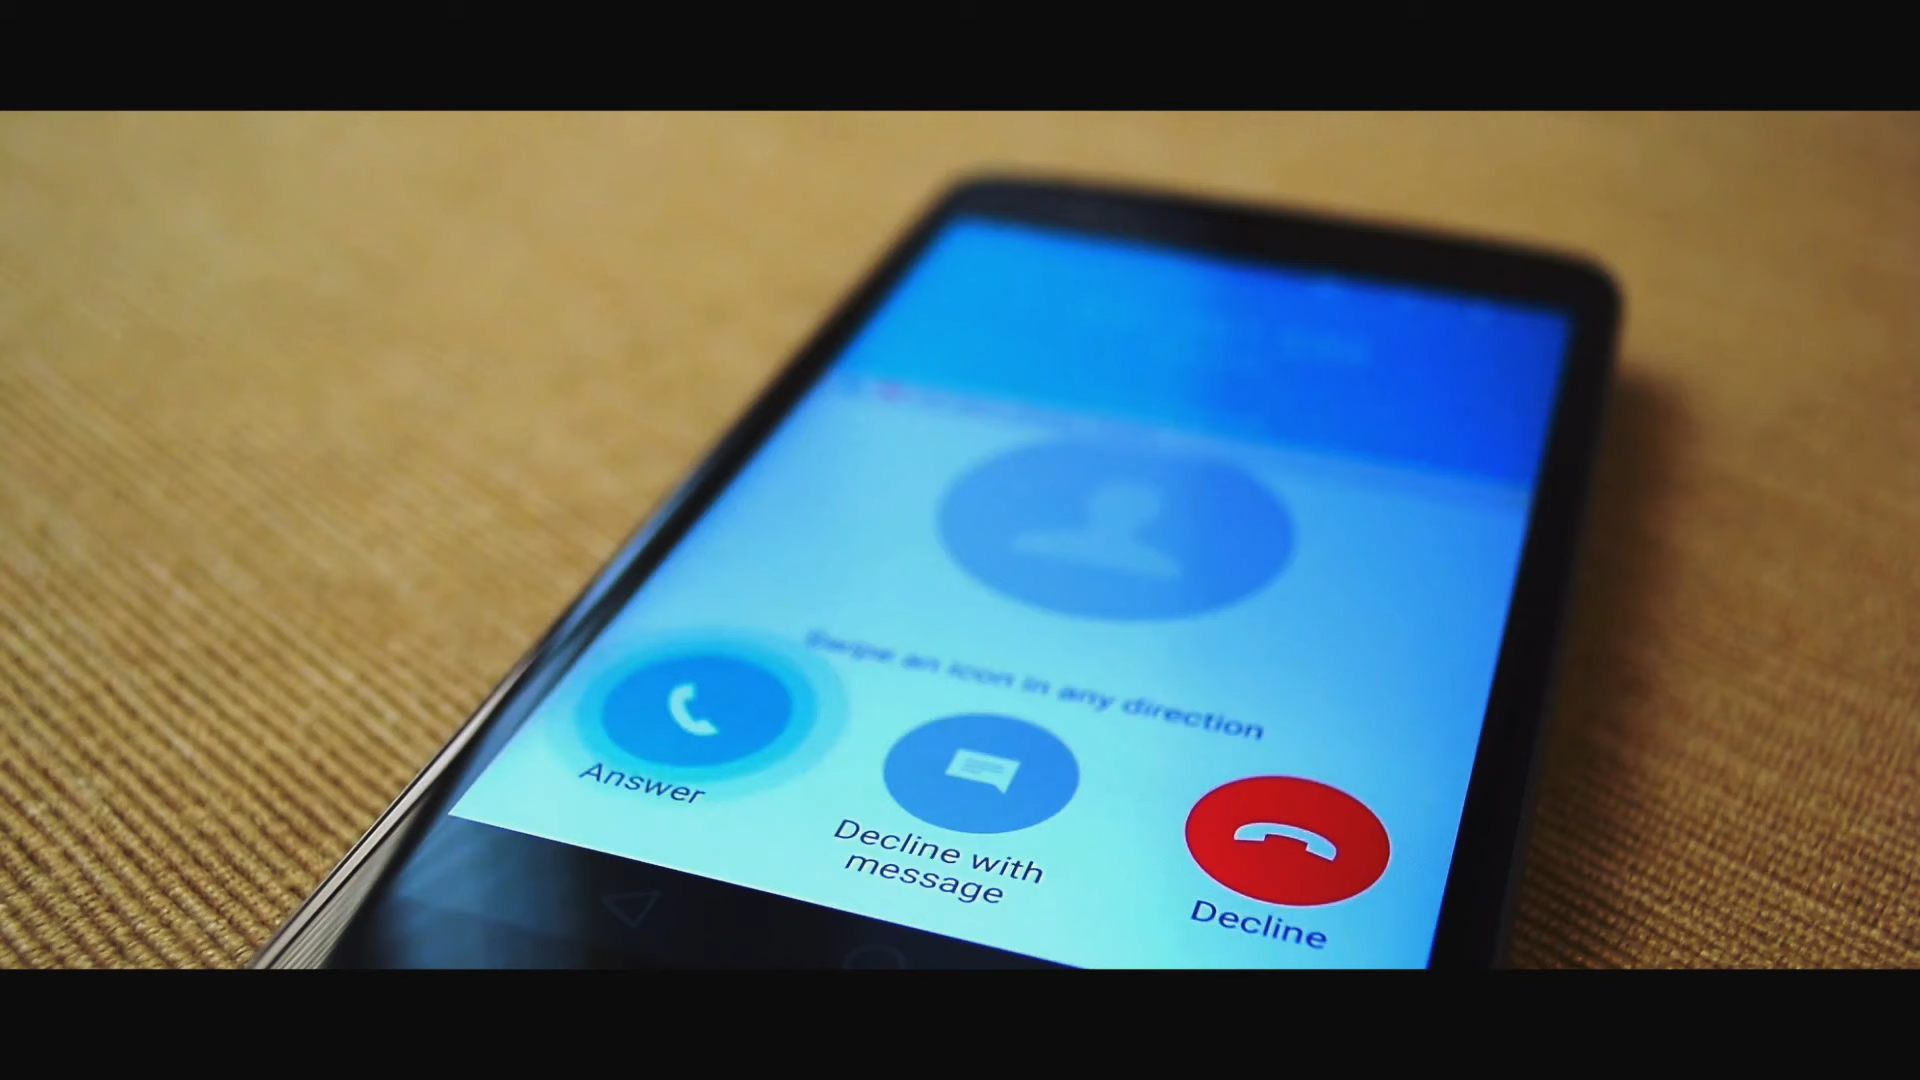 Swipe an icon in any direction
Answer
Decline with
message
Decline